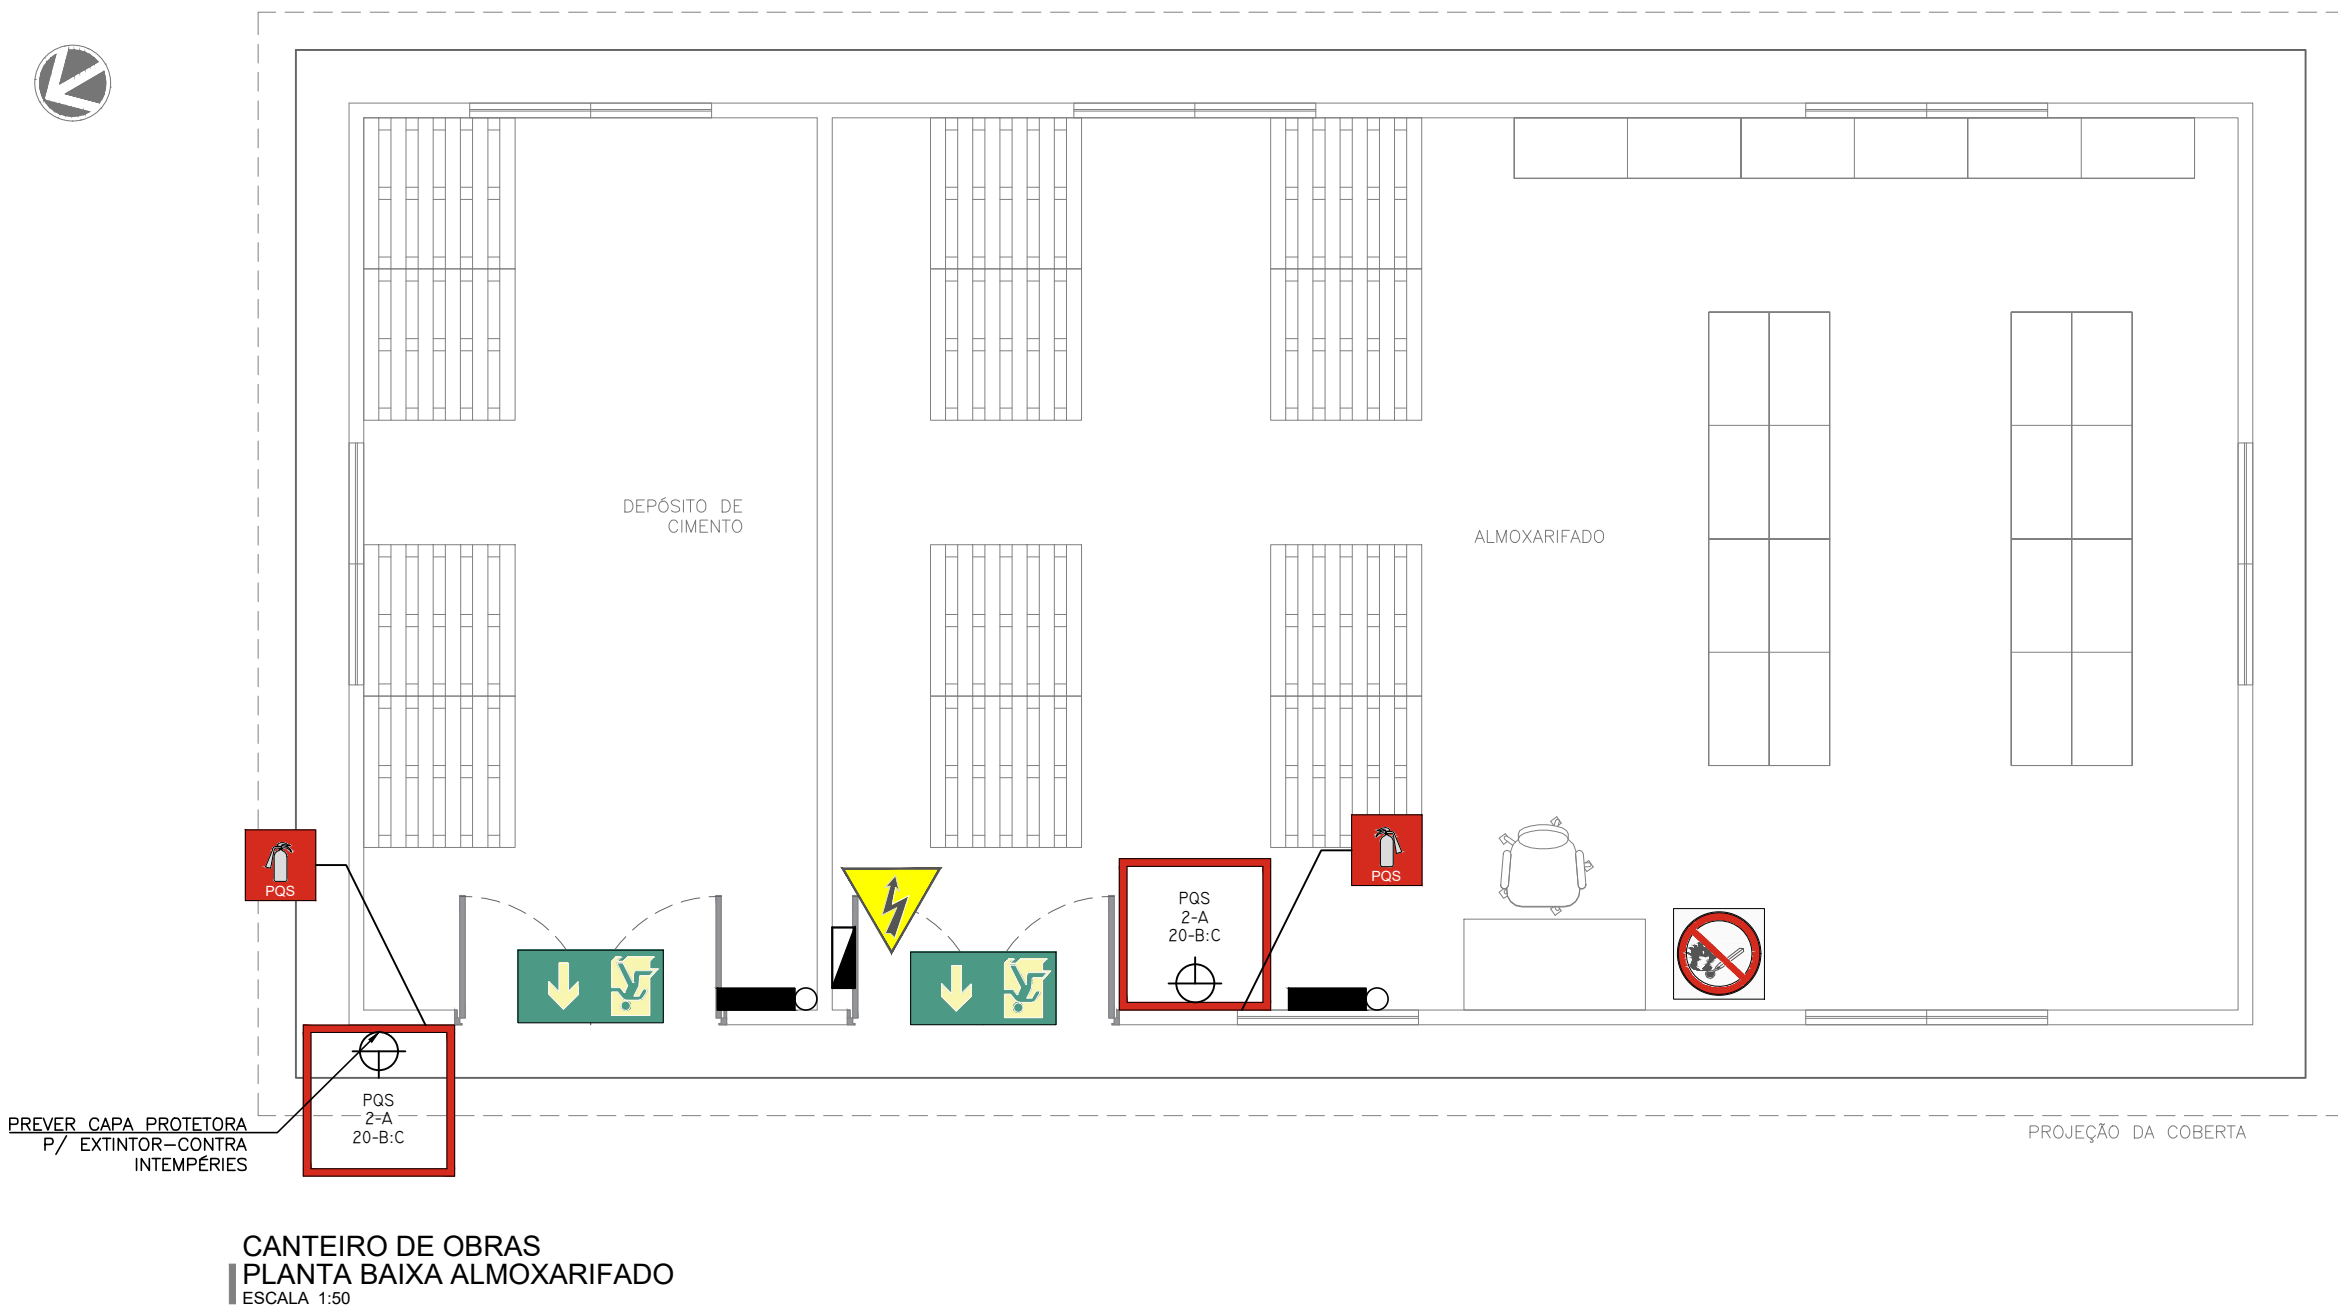 DEPÓSITO DE
CIMENTO
ALMOXARIFADO
PQS
PQS
PQS
2-A
20-B:C
PQS
2-A
20-B:C
PREVER CAPA PROTETORA
P/ EXTINTOR-CONTRA
INTEMPÉRIES
PROJEÇÃO DA COBERTA
CANTEIRO DE OBRAS
PLANTA BAIXA ALMOXARIFADO
ESCALA 1:50